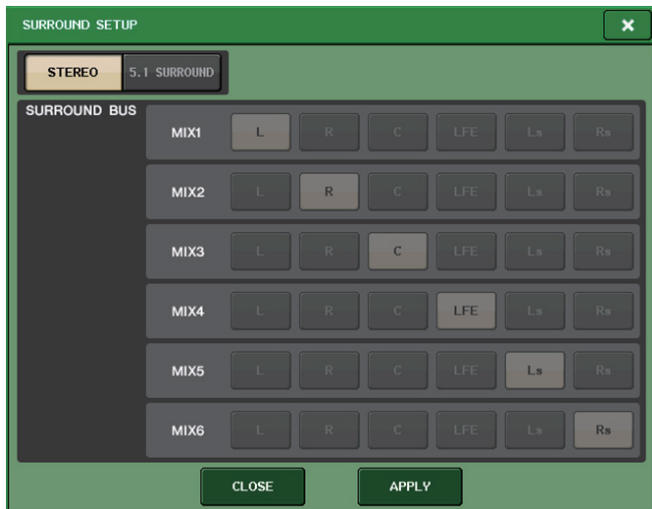 SURROUND SETUP ×
STEREO 5.1 SURROUND
SURROUND BUS
MIX1 L R C LFE Ls Rs
MIX2 L R C LFE Ls Rs
MIX3 L R C LFE Ls Rs
MIX4 L R C LFE Ls Rs
MIX5 L R C LFE Ls Rs
MIX6 L R C LFE Ls Rs
CLOSE APPLY